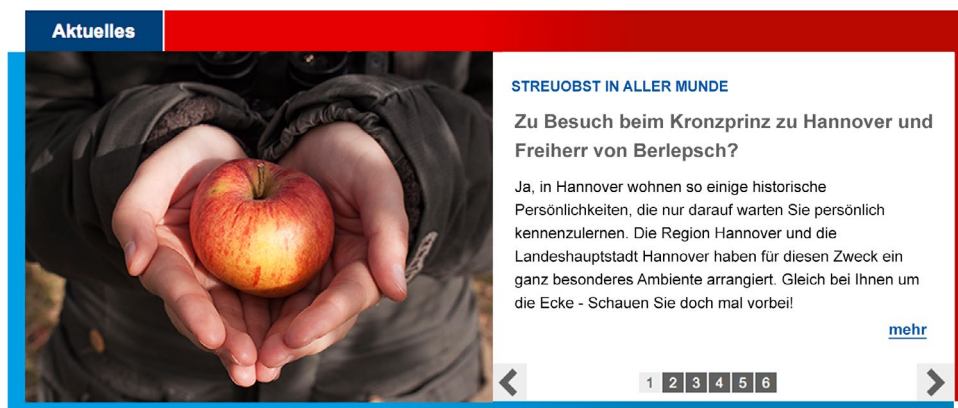 Aktuelles
STREUOBST IN ALLER MUNDE
Zu Besuch beim Kronzprinz zu Hannover und
Freiherr von Berlepsch?
Ja, in Hannover wohnen so einige historische
Persönlichkeiten, die nur darauf warten Sie persönlich
kennenzulernen. Die Region Hannover und die
Landeshauptstadt Hannover haben für diesen Zweck ein
ganz besonderes Ambiente arrangiert. Gleich bei Ihnen um
die Ecke - Schauen Sie doch mal vorbei!
mehr
1 2 3 4 5 6